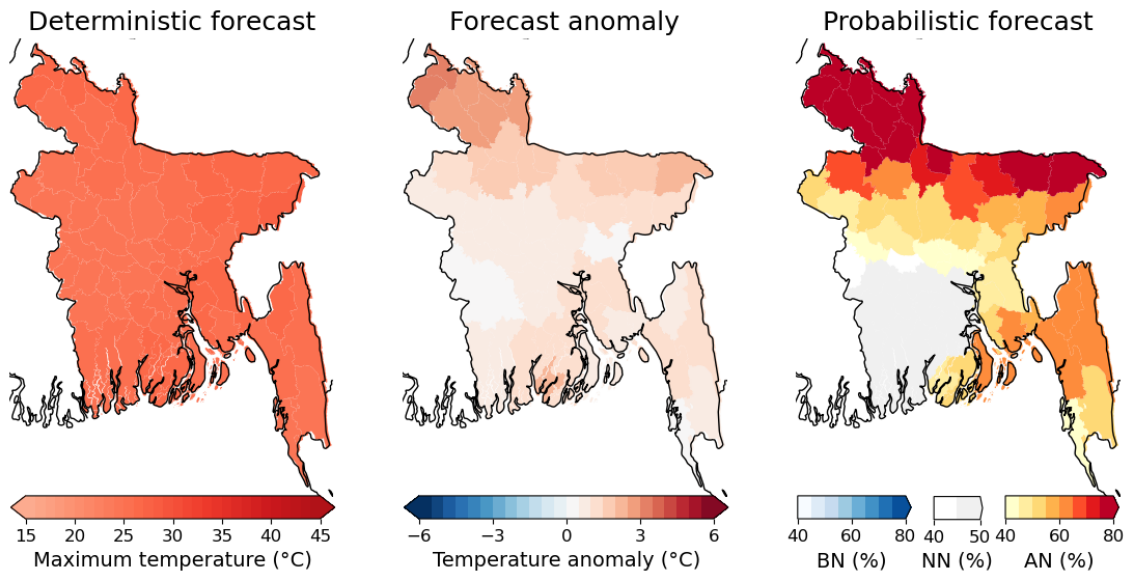 Deterministic forecast
Forecast anomaly
Probabilistic forecast
15 20 25 30 35 40 45
Maximum temperature (°C)
−6 −3 0 3 6
Temperature anomaly (°C)
40 60 80
BN (%)
40 50
NN (%)
40 60 80
AN (%)